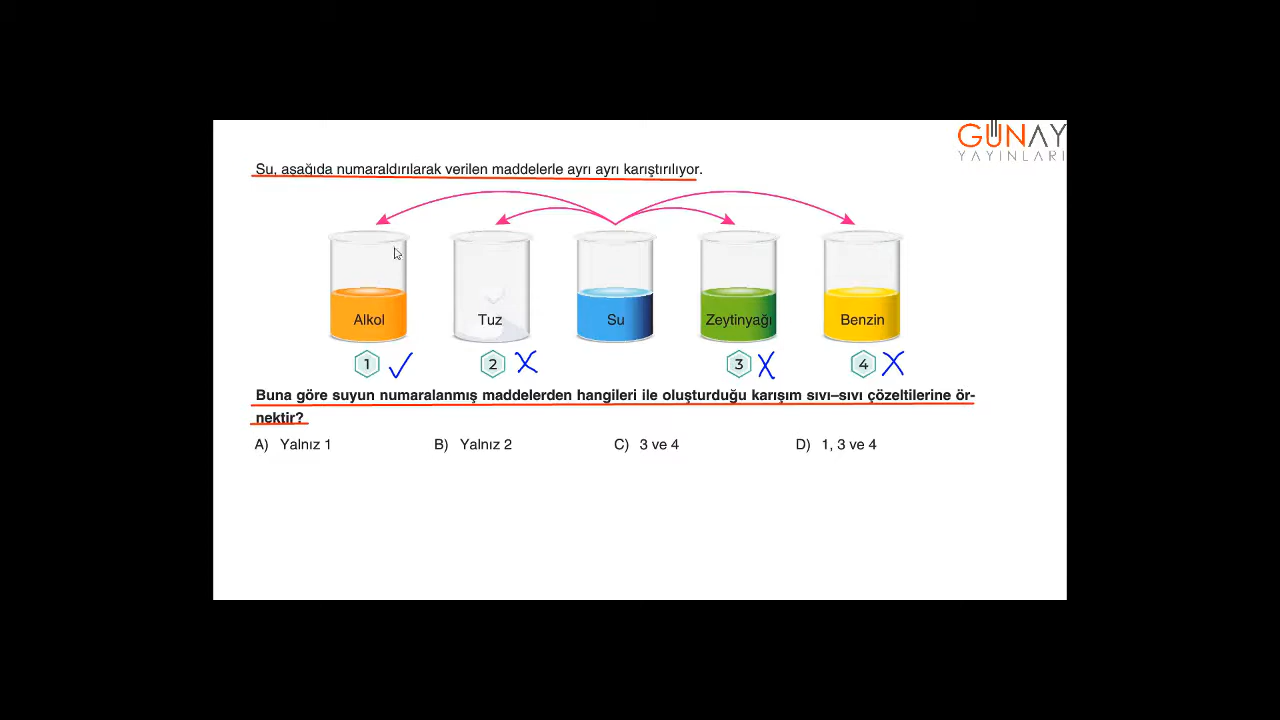 GÜNAY
YAYINLARI
Su, aşağıda numaraldırılarak verilen maddelerle ayrı ayrı karıştırılıyor.
Alkol Tuz Su Zeytinyağı Benzin
1 2 3 4
Buna göre suyun numaralanmış maddelerden hangileri ile oluşturduğu karışım sıvı–sıvı çözeltilerine ör-
nektir?
A) Yalnız 1 B) Yalnız 2 C) 3 ve 4 D) 1, 3 ve 4